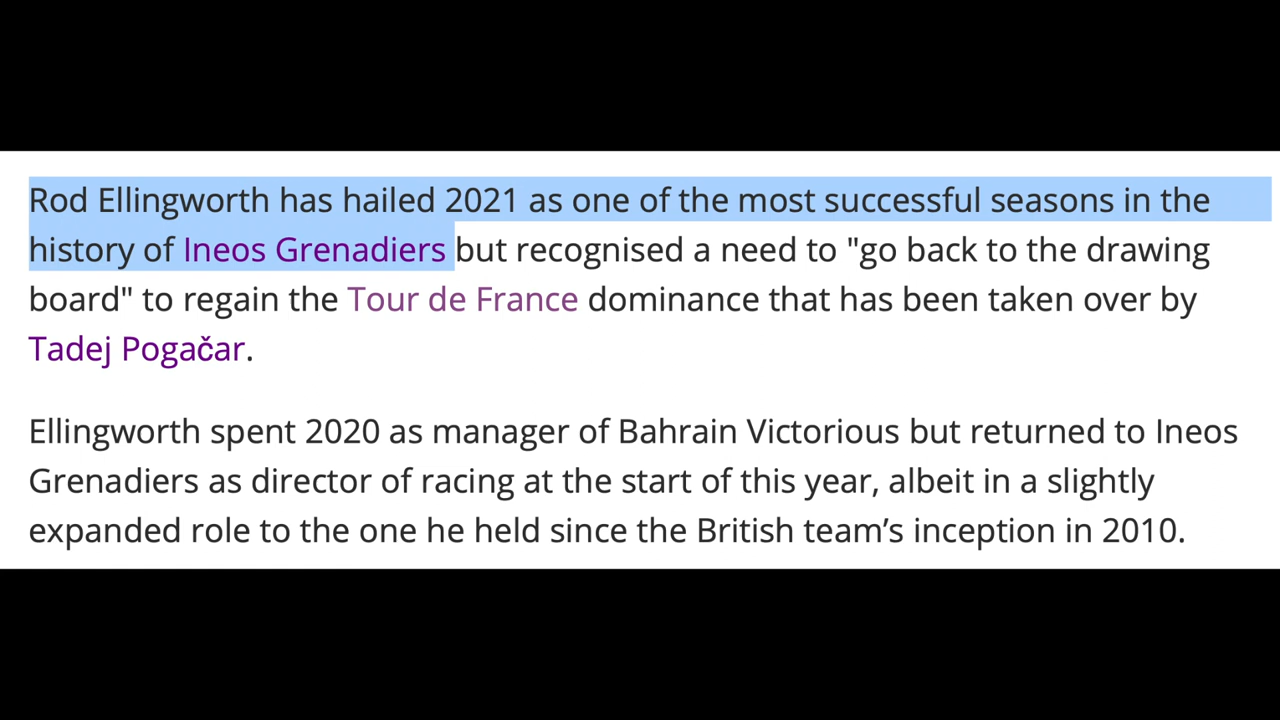 Rod Ellingworth has hailed 2021 as one of the most successful seasons in the
history of Ineos Grenadiers but recognised a need to "go back to the drawing
board" to regain the Tour de France dominance that has been taken over by
Tadej Pogačar.
Ellingworth spent 2020 as manager of Bahrain Victorious but returned to Ineos
Grenadiers as director of racing at the start of this year, albeit in a slightly
expanded role to the one he held since the British team’s inception in 2010.